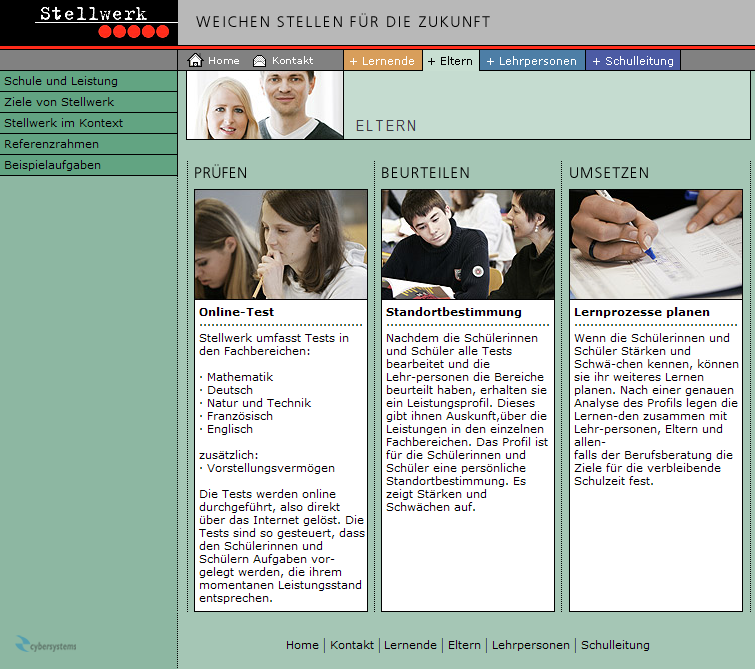 Stellwerk
WEICHEN STELLEN FÜR DIE ZUKUNFT
Home
Kontakt
+ Lernende
+ Eltern
+ Lehrpersonen
+ Schulleitung
Schule und Leistung
Ziele von Stellwerk
Stellwerk im Kontext
Referenzrahmen
Beispielaufgaben
ELTERN
PRÜFEN
Online-Test
Stellwerk umfasst Tests in
den Fachbereichen:
· Mathematik
· Deutsch
· Natur und Technik
· Französisch
· Englisch
zusätzlich:
· Vorstellungsvermögen
Die Tests werden online
durchgeführt, also direkt
über das Internet gelöst. Die
Tests sind so gesteuert, dass
den Schülerinnen und
Schülern Aufgaben vor-
gelegt werden, die ihrem
momentanen Leistungsstand
entsprechen.
BEURTEILEN
Standortbestimmung
Nachdem die Schülerinnen
und Schüler alle Tests
bearbeitet und die
Lehr-personen die Bereiche
beurteilt haben, erhalten sie
ein Leistungsprofil. Dieses
gibt ihnen Auskunft,über die
Leistungen in den einzelnen
Fachbereichen. Das Profil ist
für die Schülerinnen und
Schüler eine persönliche
Standortbestimmung. Es
zeigt Stärken und
Schwächen auf.
UMSETZEN
Lernprozesse planen
Wenn die Schülerinnen und
Schüler Stärken und
Schwä-chen kennen, können
sie ihr weiteres Lernen
planen. Nach einer genauen
Analyse des Profils legen die
Lernen-den zusammen mit
Lehr-personen, Eltern und
allen-
falls der Berufsberatung die
Ziele für die verbleibende
Schulzeit fest.
cybersystems
Home | Kontakt | Lernende | Eltern | Lehrpersonen | Schulleitung